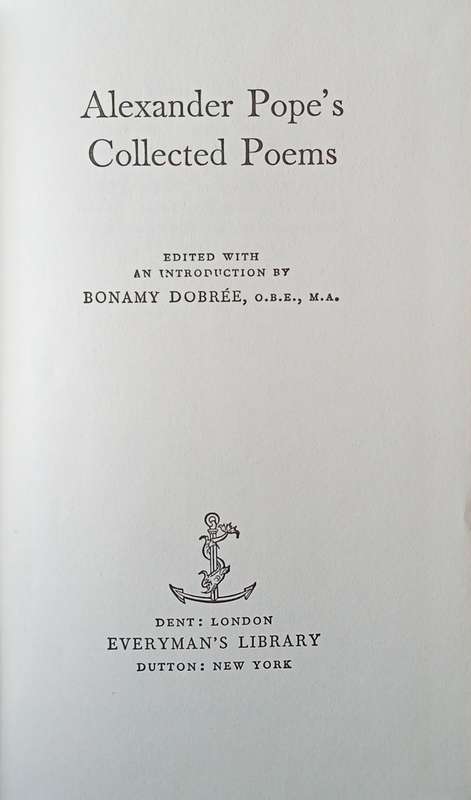 Alexander Pope's
Collected Poems
EDITED WITH
AN INTRODUCTION BY
BONAMY DOBRÉE, O.B.E., M.A.
DENT: LONDON
EVERYMAN'S LIBRARY
DUTTON: NEW YORK